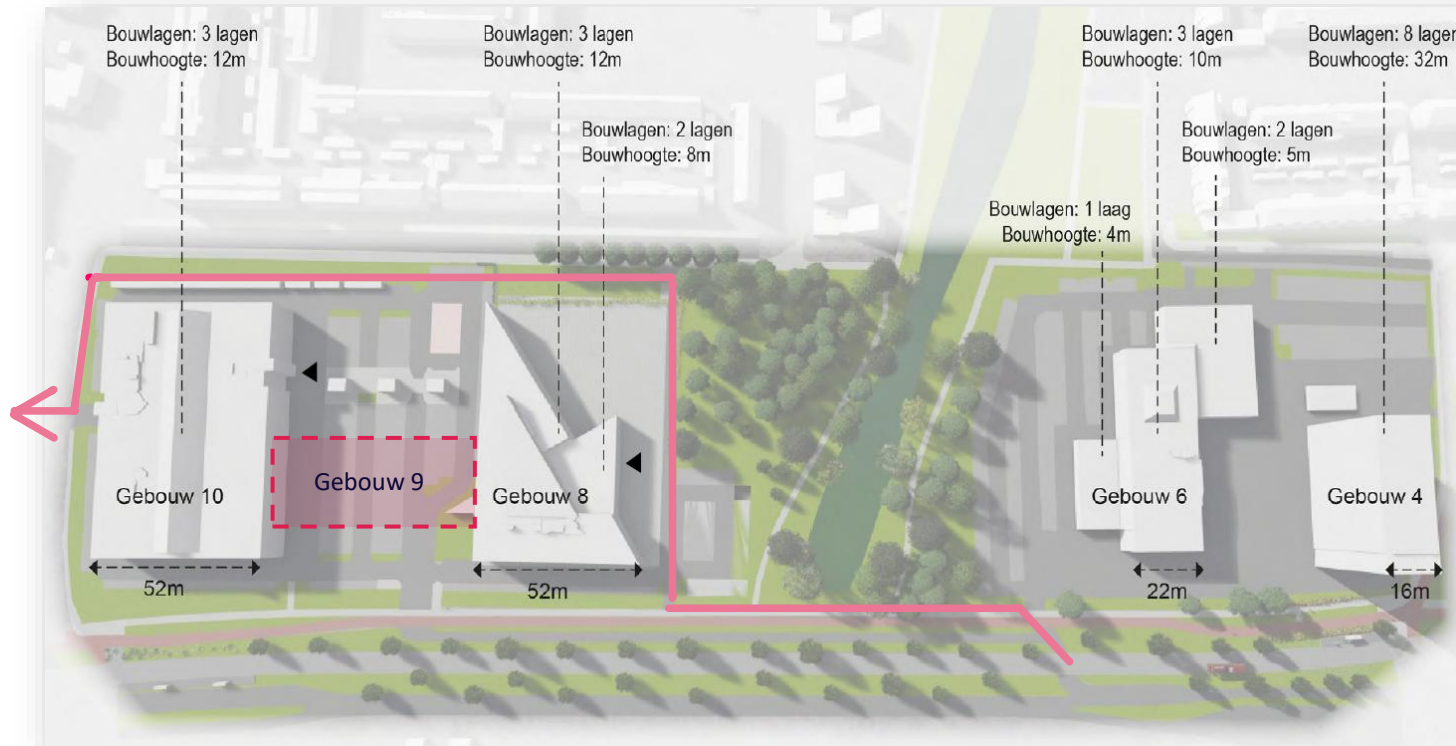 Bouwlagen: 3 lagen
Bouwhoogte: 12m
Bouwlagen: 3 lagen
Bouwhoogte: 12m
Bouwlagen: 3 lagen
Bouwhoogte: 10m
Bouwlagen: 8 lagen
Bouwhoogte: 32m
Bouwlagen: 2 lagen
Bouwhoogte: 8m
Bouwlagen: 2 lagen
Bouwhoogte: 5m
Bouwlagen: 1 laag
Bouwhoogte: 4m
Gebouw 10
Gebouw 9
Gebouw 8
Gebouw 6
Gebouw 4
52m
52m
22m
16m